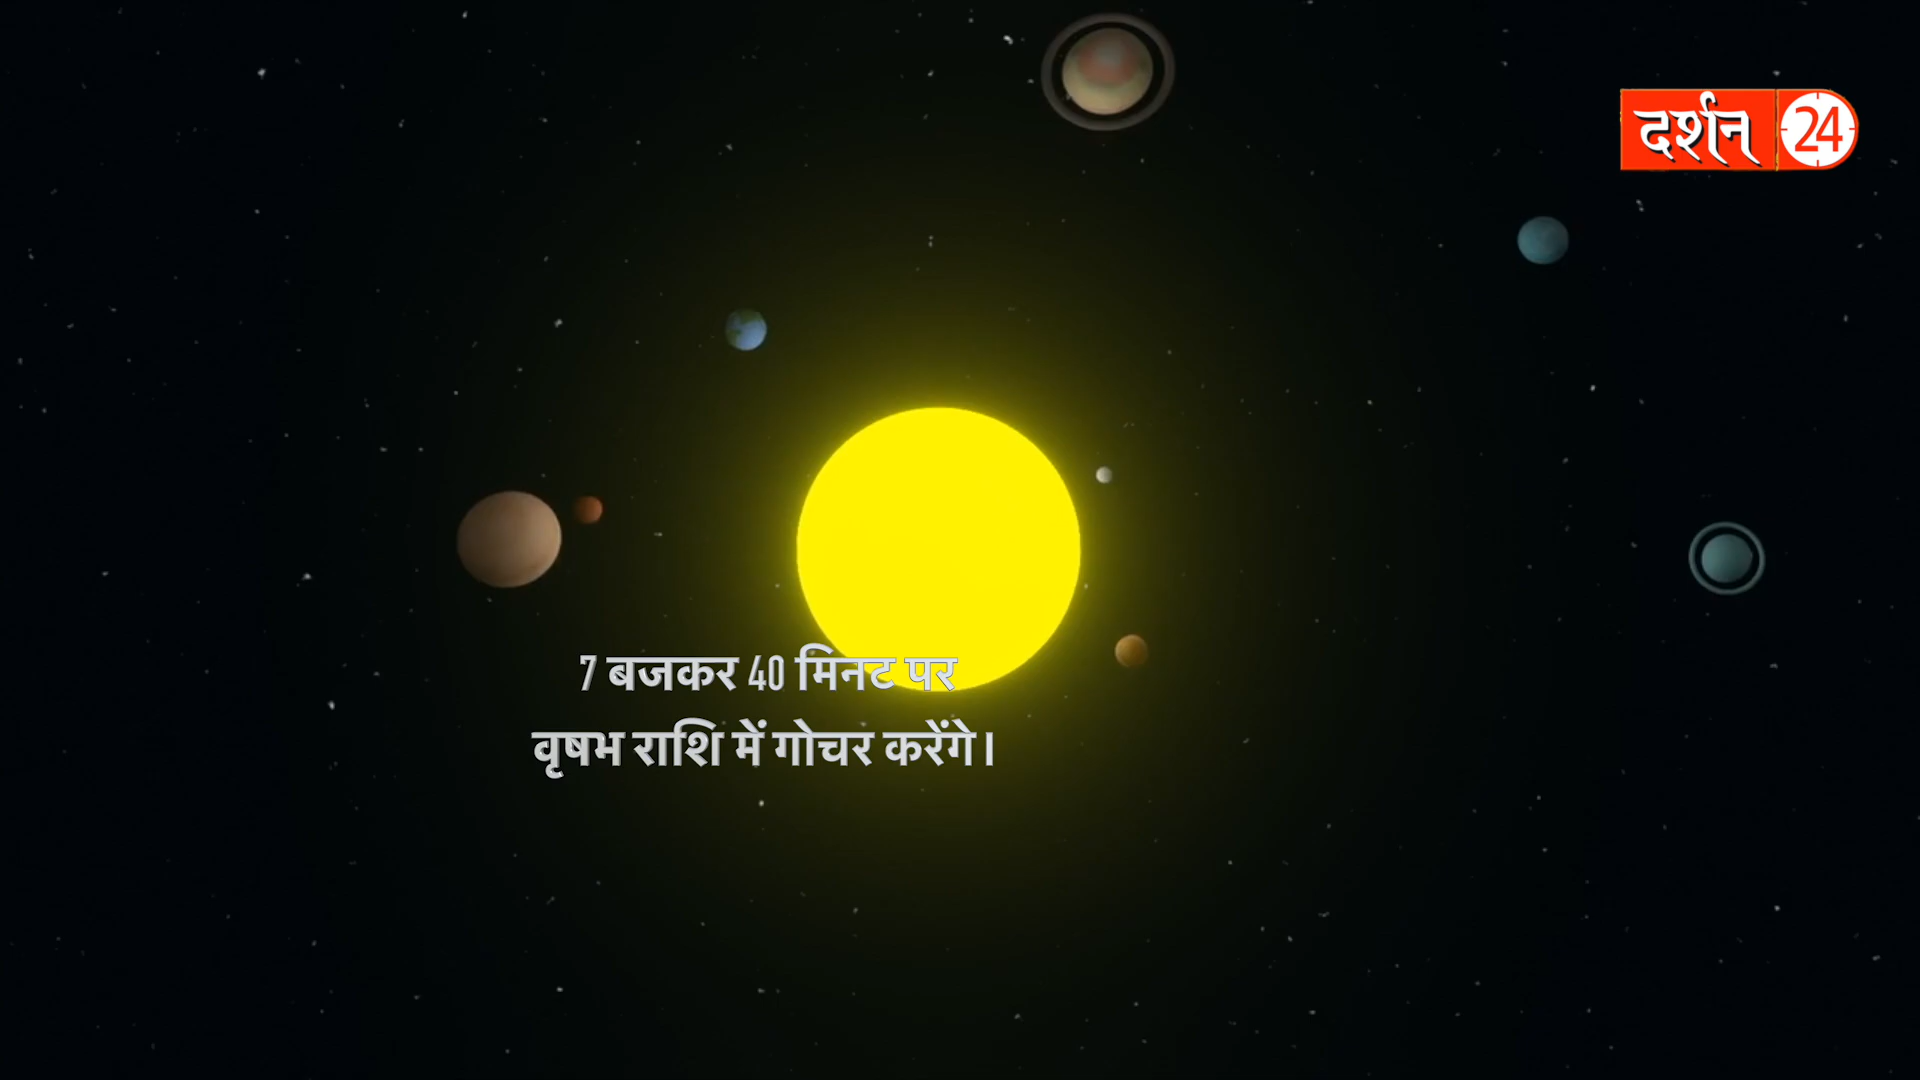 दर्शन 24
7 बजकर 40 मिनट पर
वृषभ राशि में गोचर करेंगे।